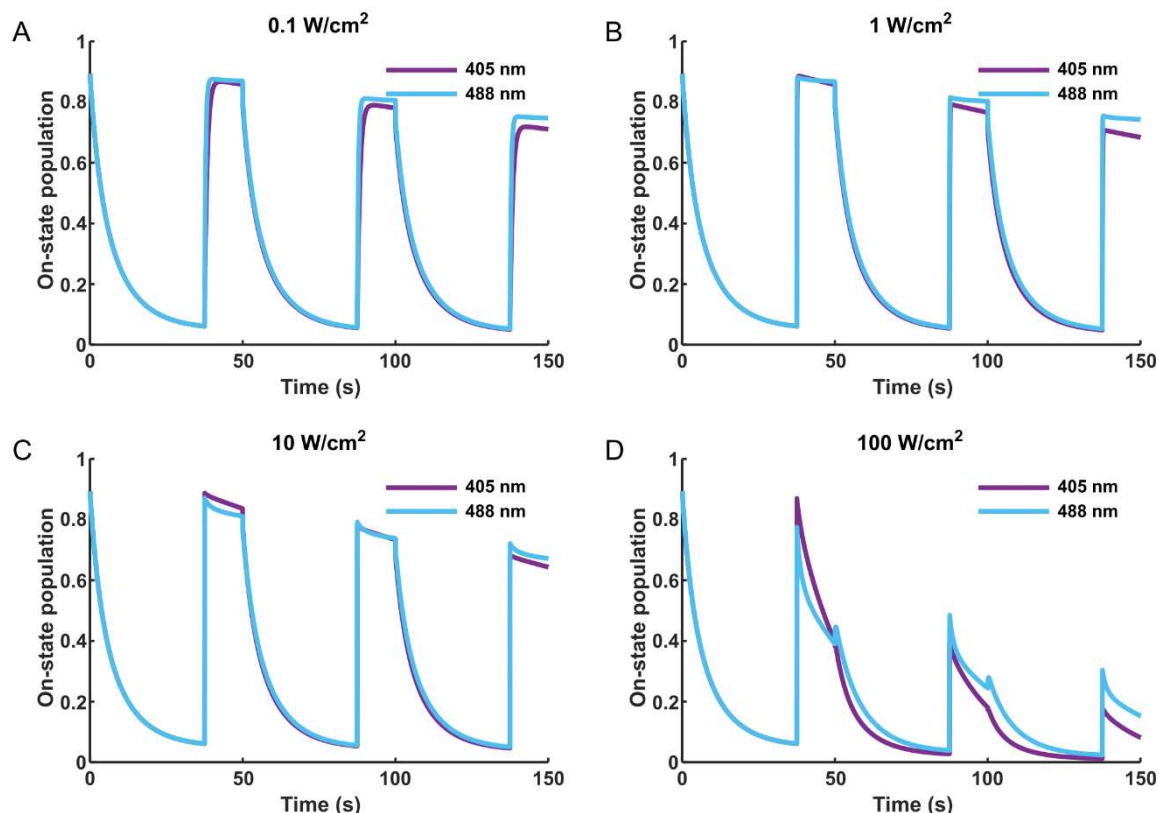 A
0.1 W/cm²
405 nm
488 nm
On-state population
1
0.8
0.6
0.4
0.2
0
0 50 100 150
Time (s)
B
1 W/cm²
405 nm
488 nm
On-state population
1
0.8
0.6
0.4
0.2
0
0 50 100 150
Time (s)
C
10 W/cm²
405 nm
488 nm
On-state population
1
0.8
0.6
0.4
0.2
0
0 50 100 150
Time (s)
D
100 W/cm²
405 nm
488 nm
On-state population
1
0.8
0.6
0.4
0.2
0
0 50 100 150
Time (s)